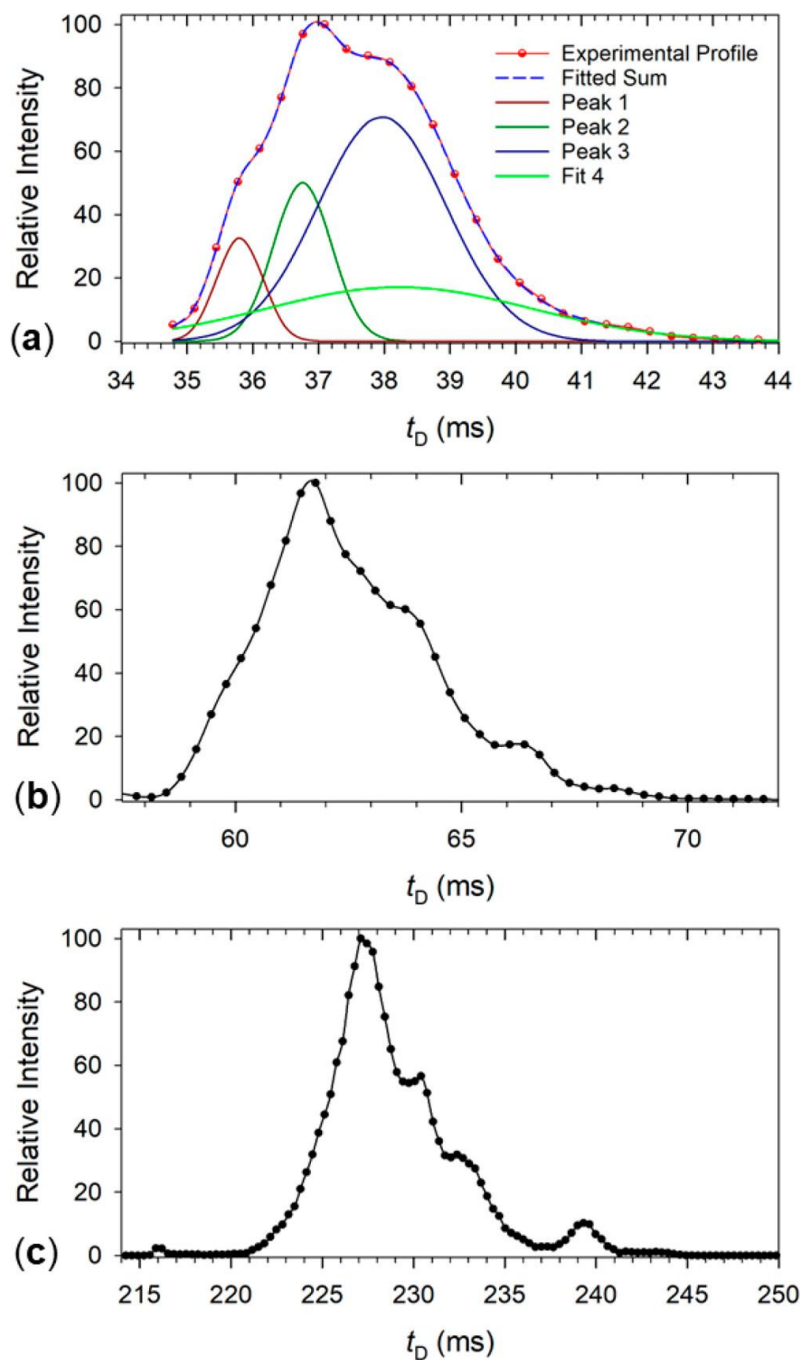 100
80
60
40
20
0
Relative Intensity
Experimental Profile
Fitted Sum
Peak 1
Peak 2
Peak 3
Fit 4
(a)
34 35 36 37 38 39 40 41 42 43 44
tD (ms)
100
80
60
40
20
0
Relative Intensity
(b)
60 65 70
tD (ms)
100
80
60
40
20
0
Relative Intensity
(c)
215 220 225 230 235 240 245 250
tD (ms)